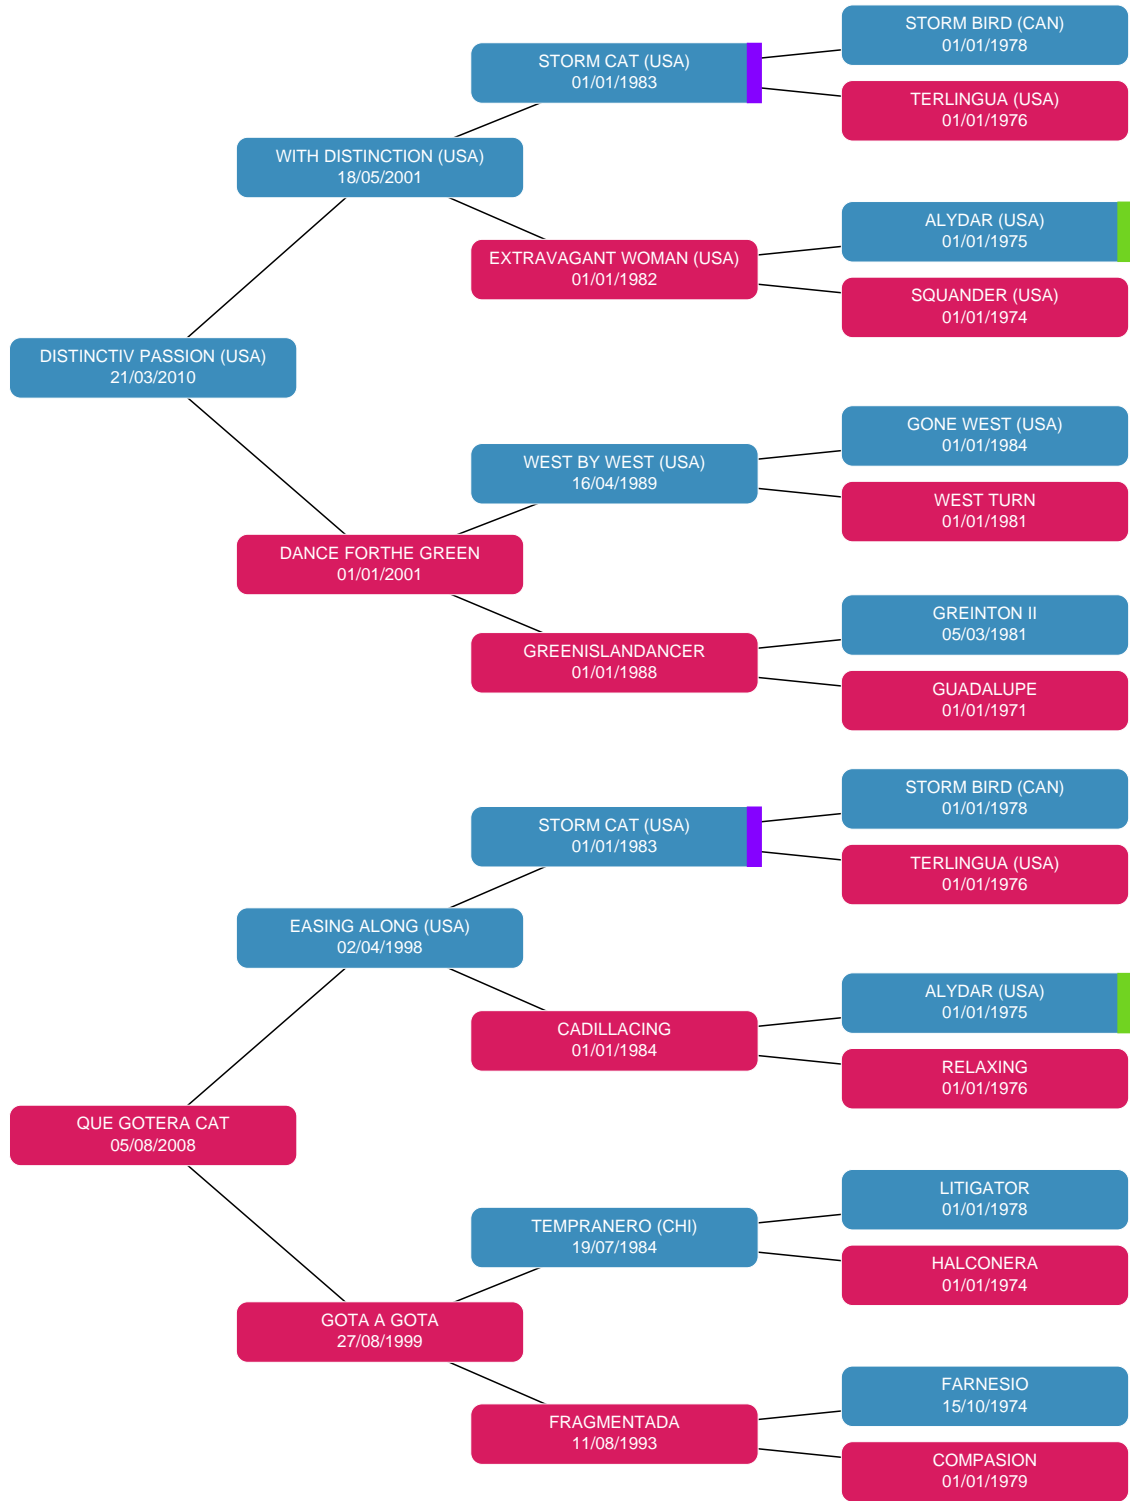 STORM BIRD (CAN)
01/01/1978
STORM CAT (USA)
01/01/1983
TERLINGUA (USA)
01/01/1976
WITH DISTINCTION (USA)
18/05/2001
ALYDAR (USA)
01/01/1975
EXTRAVAGANT WOMAN (USA)
01/01/1982
SQUANDER (USA)
01/01/1974
DISTINCTIV PASSION (USA)
21/03/2010
GONE WEST (USA)
01/01/1984
WEST BY WEST (USA)
16/04/1989
WEST TURN
01/01/1981
DANCE FORTHE GREEN
01/01/2001
GREINTON II
05/03/1981
GREENISLANDANCER
01/01/1988
GUADALUPE
01/01/1971
STORM BIRD (CAN)
01/01/1978
STORM CAT (USA)
01/01/1983
TERLINGUA (USA)
01/01/1976
EASING ALONG (USA)
02/04/1998
ALYDAR (USA)
01/01/1975
CADILLACING
01/01/1984
RELAXING
01/01/1976
QUE GOTERA CAT
05/08/2008
LITIGATOR
01/01/1978
TEMPRANERO (CHI)
19/07/1984
HALCONERA
01/01/1974
GOTA A GOTA
27/08/1999
FARNESIO
15/10/1974
FRAGMENTADA
11/08/1993
COMPASION
01/01/1979